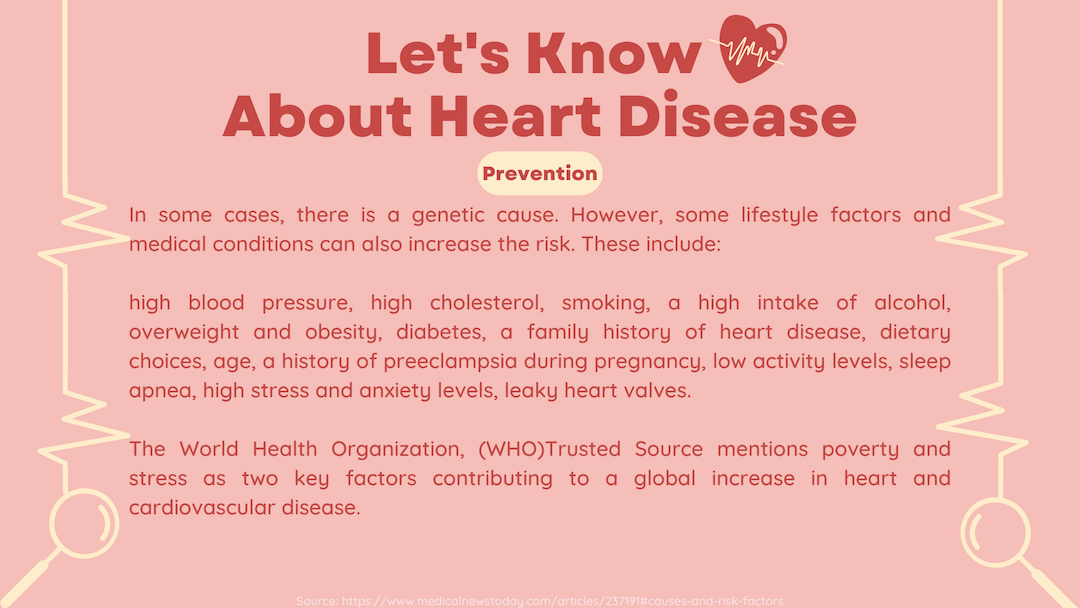 Let's Know
About Heart Disease
Prevention
In some cases, there is a genetic cause. However, some lifestyle factors and
medical conditions can also increase the risk. These include:
high blood pressure, high cholesterol, smoking, a high intake of alcohol,
overweight and obesity, diabetes, a family history of heart disease, dietary
choices, age, a history of preeclampsia during pregnancy, low activity levels, sleep
apnea, high stress and anxiety levels, leaky heart valves.
The World Health Organization, (WHO)Trusted Source mentions poverty and
stress as two key factors contributing to a global increase in heart and
cardiovascular disease.
Source: https://www.medicalnewstoday.com/articles/237191#causes-and-risk-factors